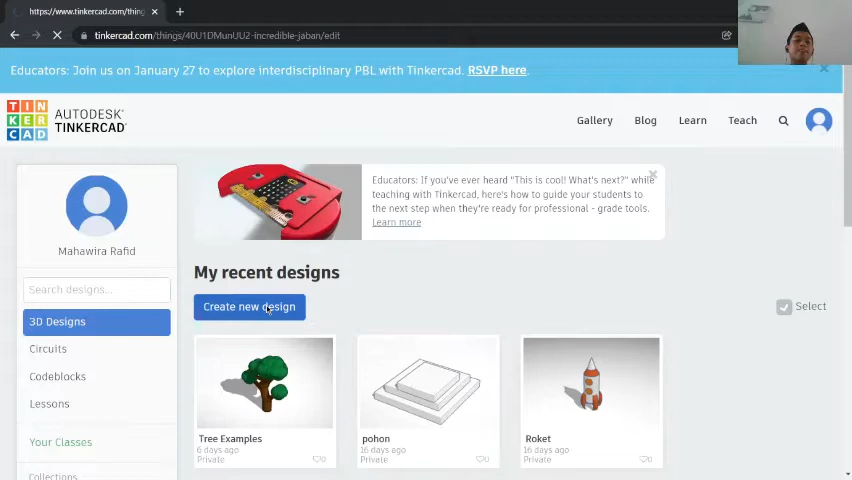 https://www.tinkercad.com/thing
tinkercad.com/things/40U1DMunUU2-incredible-jaban/edit
Educators: Join us on January 27 to explore interdisciplinary PBL with Tinkercad. RSVP here.
TIN
KER
CAD
AUTODESK
TINKERCAD
Gallery
Blog
Learn
Teach
Mahawira Rafid
Search designs...
3D Designs
Circuits
Codeblocks
Lessons
Your Classes
Collections
Educators: If you've ever heard "This is cool! What's next?" while
teaching with Tinkercad, here's how to guide your students to
the next step when they're ready for professional - grade tools.
Learn more
My recent designs
Create new design
Select
Tree Examples
6 days ago
Private
0
pohon
16 days ago
Private
0
Roket
16 days ago
Private
0